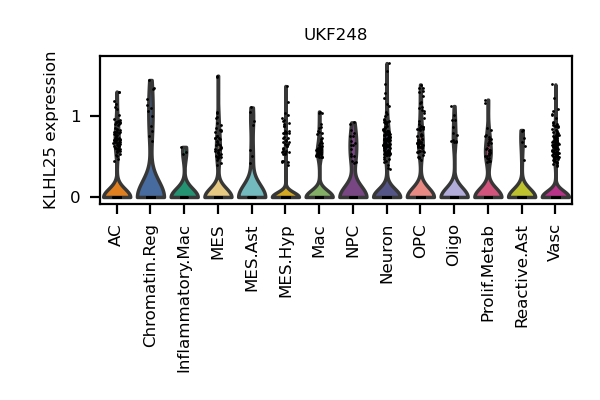 UKF248
KLHL25 expression
1
0
AC
Chromatin.Reg
Inflammatory.Mac
MES
MES.Ast
MES.Hyp
Mac
NPC
Neuron
OPC
Oligo
Prolif.Metab
Reactive.Ast
Vasc